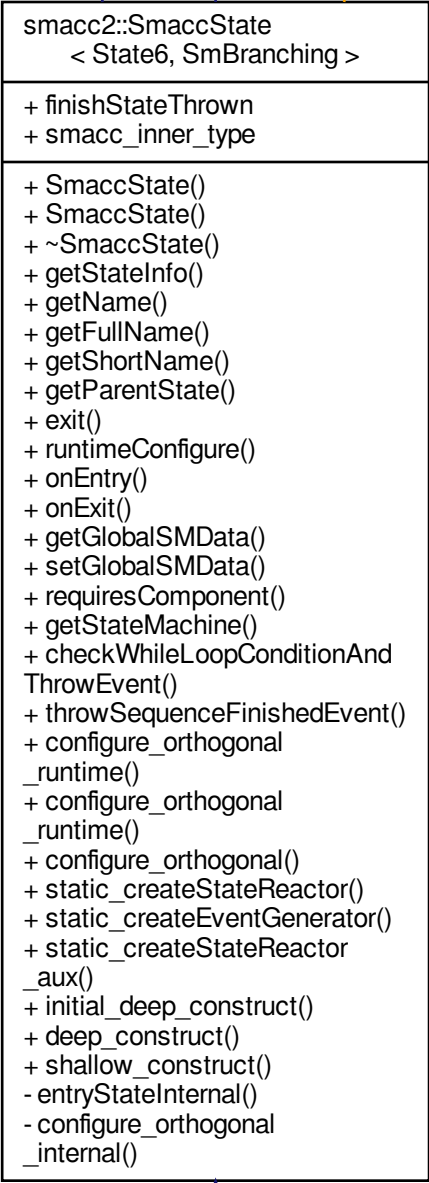 smacc2::SmaccState
< State6, SmBranching >
+ finishStateThrown
+ smacc_inner_type
+ SmaccState()
+ SmaccState()
+ ~SmaccState()
+ getStateInfo()
+ getName()
+ getFullName()
+ getShortName()
+ getParentState()
+ exit()
+ runtimeConfigure()
+ onEntry()
+ onExit()
+ getGlobalSMData()
+ setGlobalSMData()
+ requiresComponent()
+ getStateMachine()
+ checkWhileLoopConditionAnd
ThrowEvent()
+ throwSequenceFinishedEvent()
+ configure_orthogonal
_runtime()
+ configure_orthogonal
_runtime()
+ configure_orthogonal()
+ static_createStateReactor()
+ static_createEventGenerator()
+ static_createStateReactor
_aux()
+ initial_deep_construct()
+ deep_construct()
+ shallow_construct()
- entryStateInternal()
- configure_orthogonal
_internal()